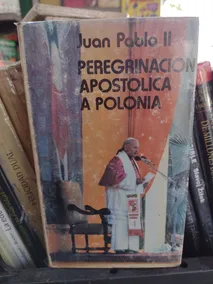 Juan Pablo II
PEREGRINACION
APOSTOLICA
A POLONIA